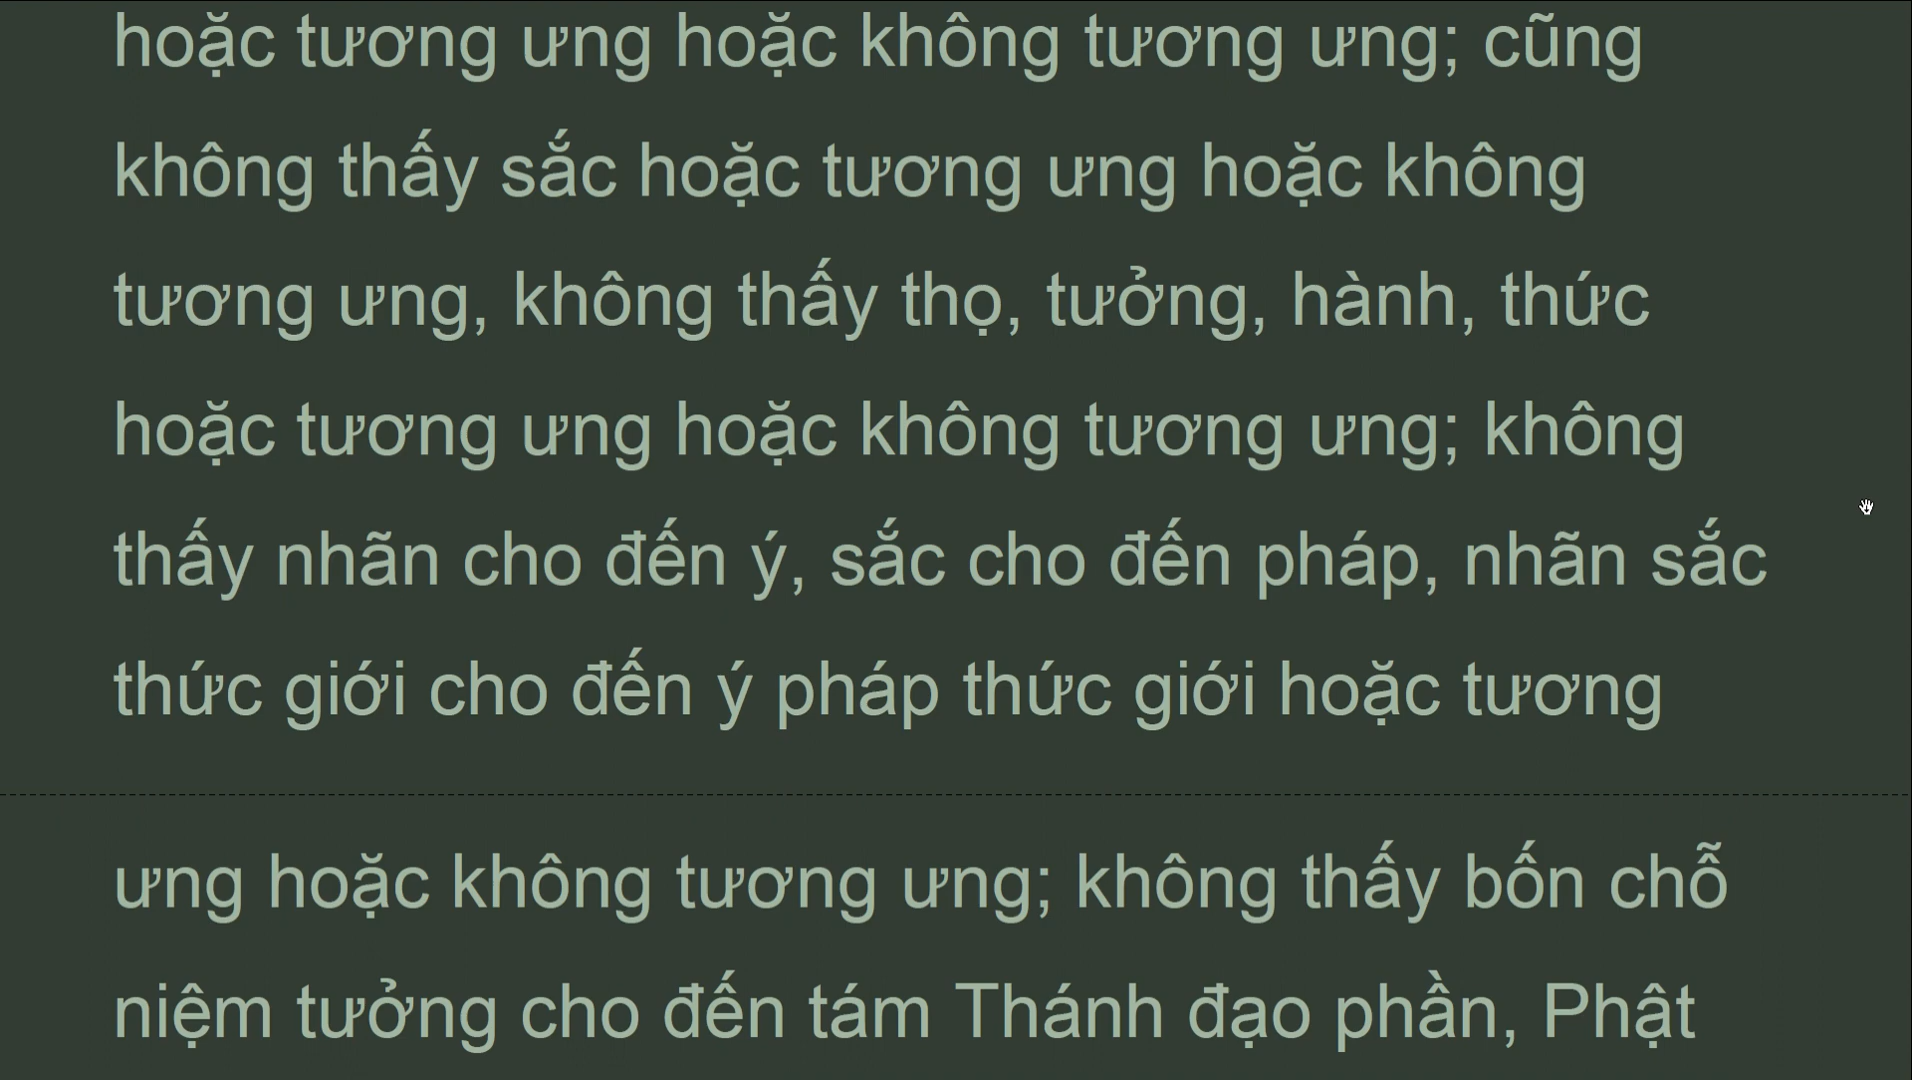 hoặc tương ưng hoặc không tương ưng; cũng
không thấy sắc hoặc tương ưng hoặc không
tương ưng, không thấy thọ, tưởng, hành, thức
hoặc tương ưng hoặc không tương ưng; không
thấy nhãn cho đến ý, sắc cho đến pháp, nhãn sắc
thức giới cho đến ý pháp thức giới hoặc tương
ưng hoặc không tương ưng; không thấy bốn chỗ
niệm tưởng cho đến tám Thánh đạo phần, Phật